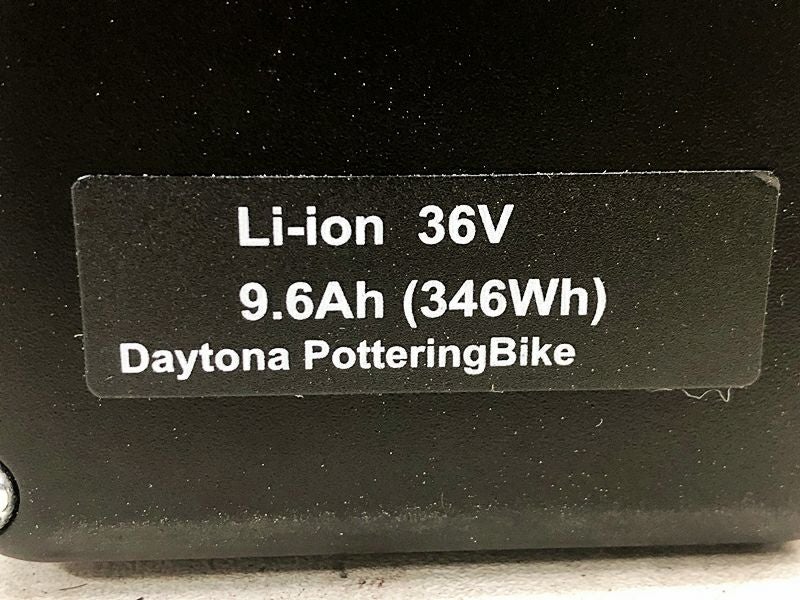 Li-ion 36V
9.6Ah (346Wh)
Daytona PotteringBike